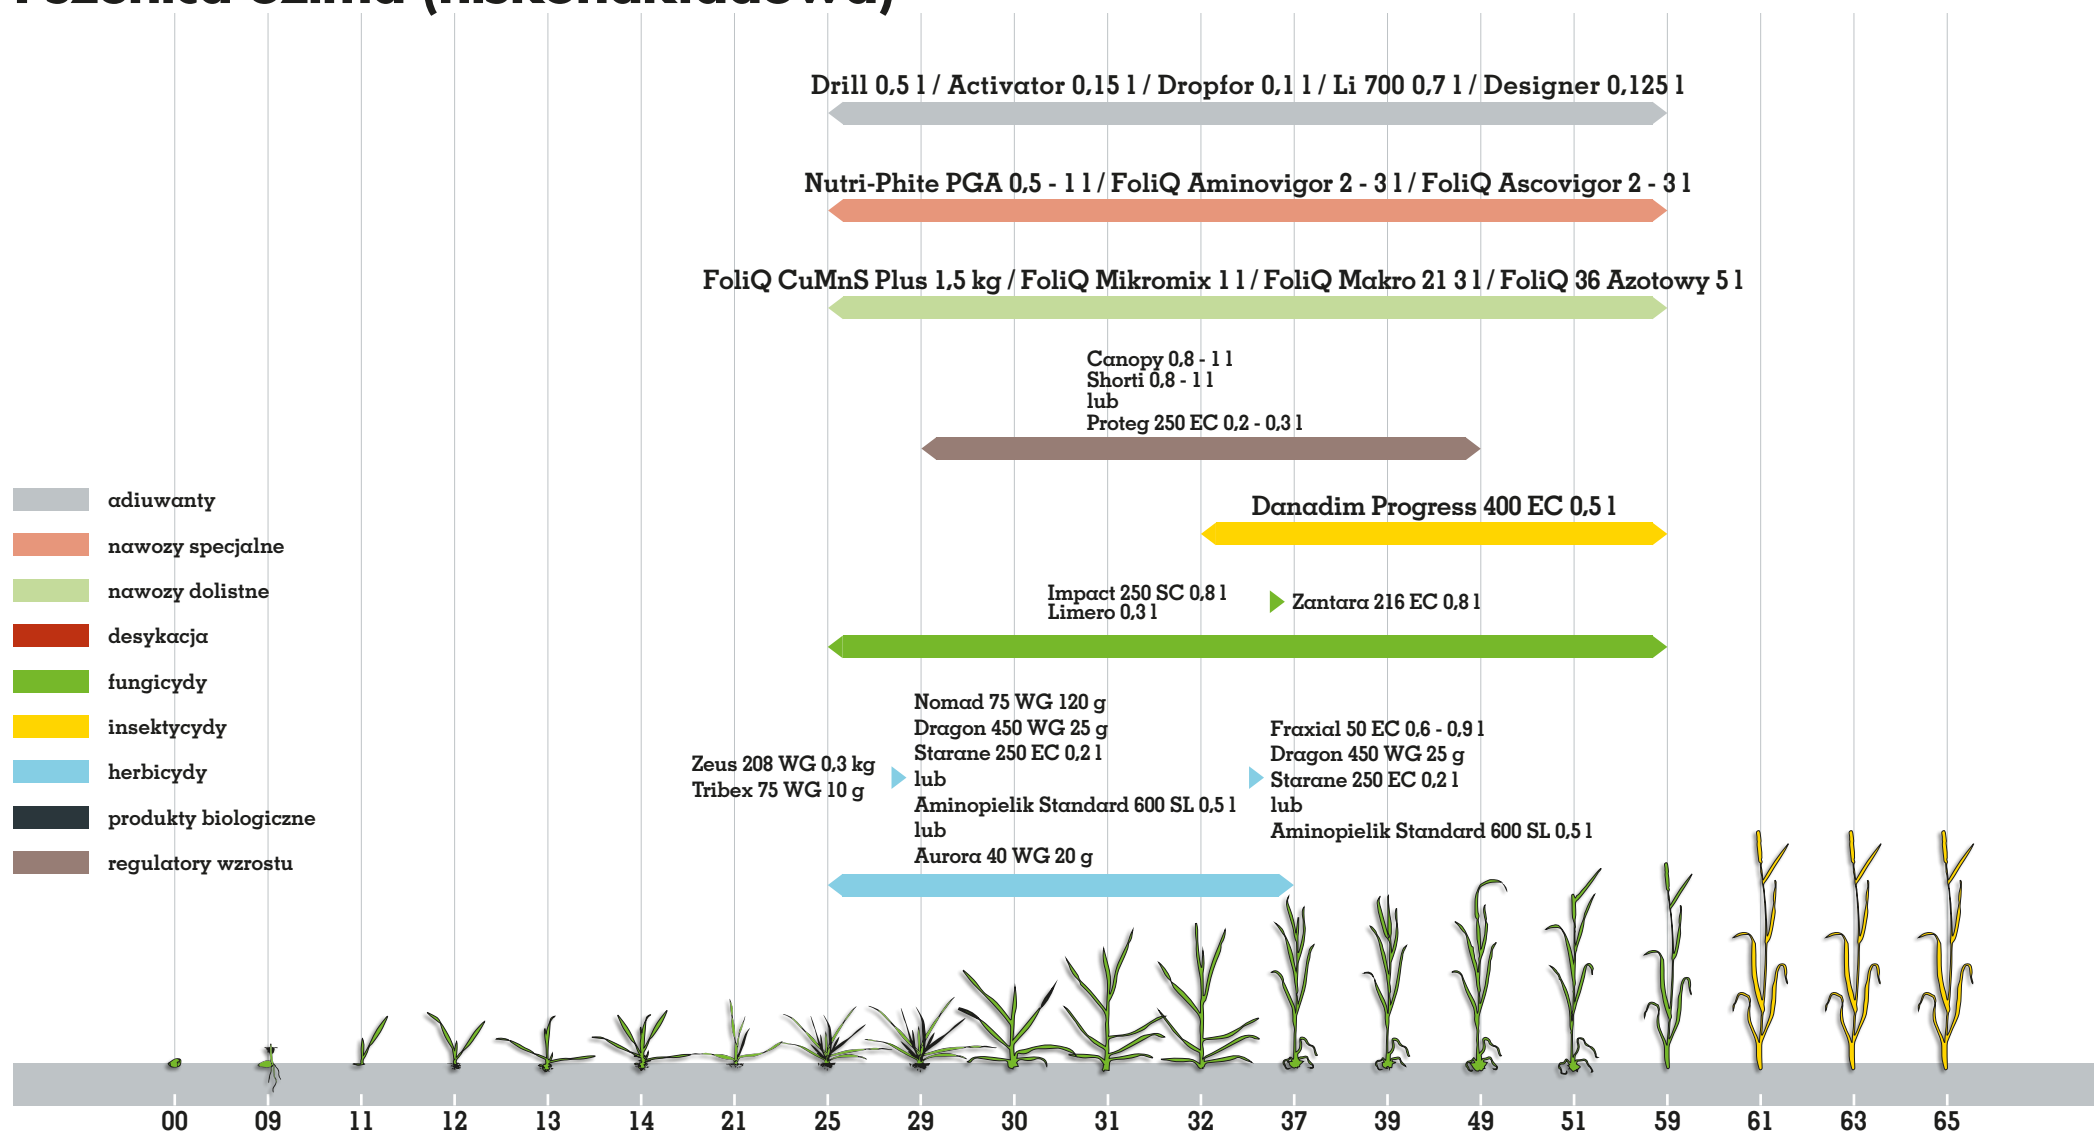 Pszenica ozima (niskonakładowa)
Drill 0,5 l / Activator 0,15 l / Dropfor 0,1 l / Li 700 0,7 l / Designer 0,125 l
Nutri-Phite PGA 0,5 - 1 l / FoliQ Aminovigor 2 - 3 l / FoliQ Ascovigor 2 - 3 l
FoliQ CuMnS Plus 1,5 kg / FoliQ Mikromix 1 l / FoliQ Makro 21 3 l / FoliQ 36 Azotowy 5 l
Canopy 0,8 - 1 l
Shorti 0,8 - 1 l
lub
Proteg 250 EC 0,2 - 0,3 l
Danadim Progress 400 EC 0,5 l
Impact 250 SC 0,8 l
Limero 0,3 l
Zantara 216 EC 0,8 l
Zeus 208 WG 0,3 kg
Tribex 75 WG 10 g
Nomad 75 WG 120 g
Dragon 450 WG 25 g
Starane 250 EC 0,2 l
lub
Aminopielik Standard 600 SL 0,5 l
lub
Aurora 40 WG 20 g
Fraxial 50 EC 0,6 - 0,9 l
Dragon 450 WG 25 g
Starane 250 EC 0,2 l
lub
Aminopielik Standard 600 SL 0,5 l
adiuwanty
nawozy specjalne
nawozy dolistne
desykacja
fungicydy
insektycydy
herbicydy
produkty biologiczne
regulatory wzrostu
00 09 11 12 13 14 21 25 29 30 31 32 37 39 49 51 59 61 63 65